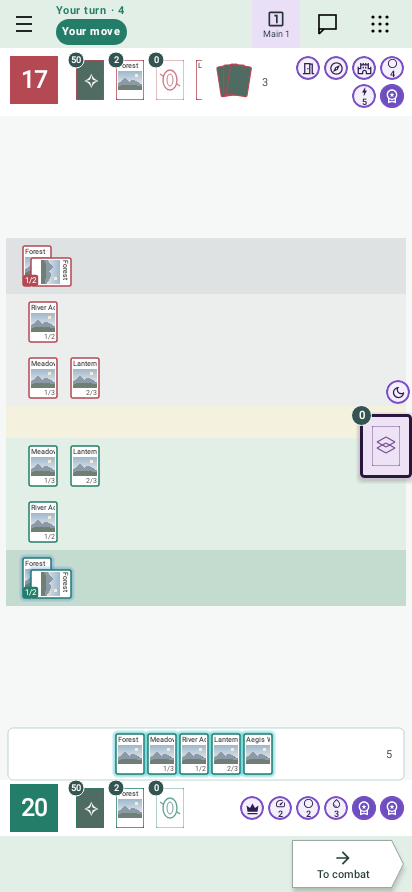 Your turn · 4
Your move
1
Main 1
17
50
2
Forest
0
L
3
4
5
Forest
Forest
1/2
River Ac
1/2
Meadow
1/3
Lantern
2/3
0
Meadow
1/3
Lantern
2/3
River Ac
1/2
Forest
Forest
1/2
Forest
Meadow
1/3
River Ac
1/2
Lantern
2/3
Aegis W
5
20
50
2
Forest
0
2
2
3
To combat